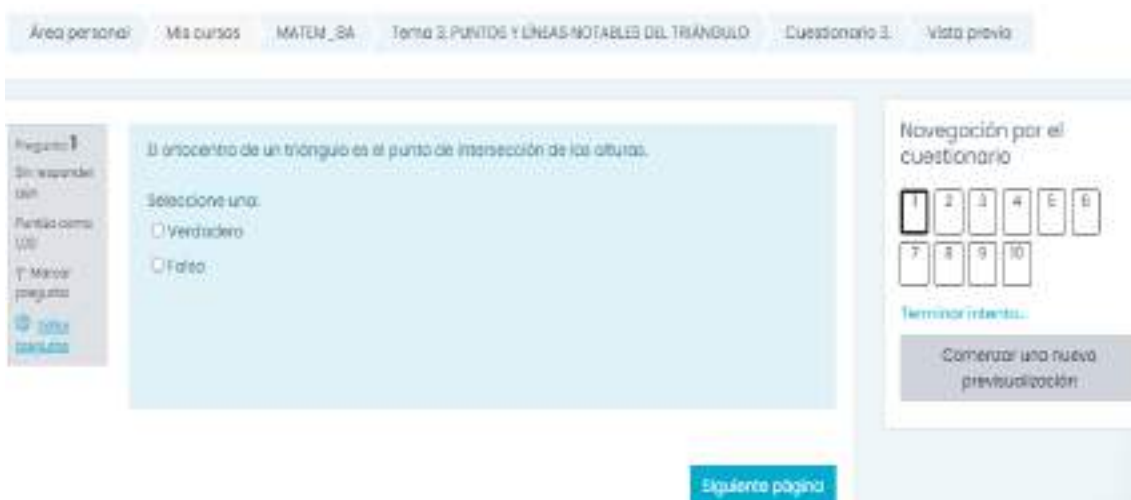 Área personal Mis cursos MATEM_8A Tema 3. PUNTOS Y LÍNEAS NOTABLES DEL TRIÁNGULO Cuestionario 3. Vista previa
Pregunta 1
Sin responder
aún
Puntúa como
1,00
Marcar
pregunta
Editar
pregunta
El ortocentro de un triángulo es el punto de intersección de las alturas.
Seleccione una:
Verdadero
Falso
Siguiente página
Navegación por el
cuestionario
1 2 3 4 5 6
7 8 9 10
Terminar intento...
Comenzar una nueva
previsualización